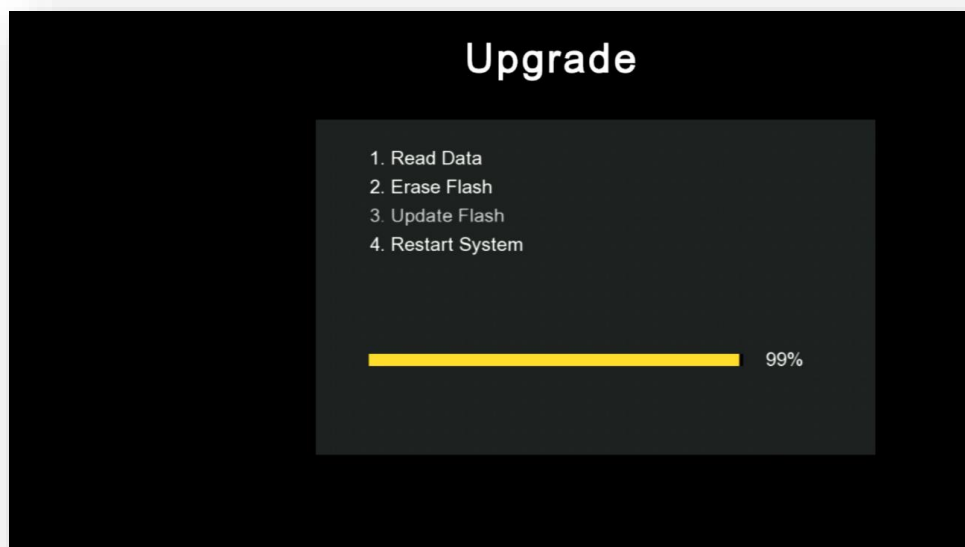 Upgrade
1. Read Data
2. Erase Flash
3. Update Flash
4. Restart System
99%